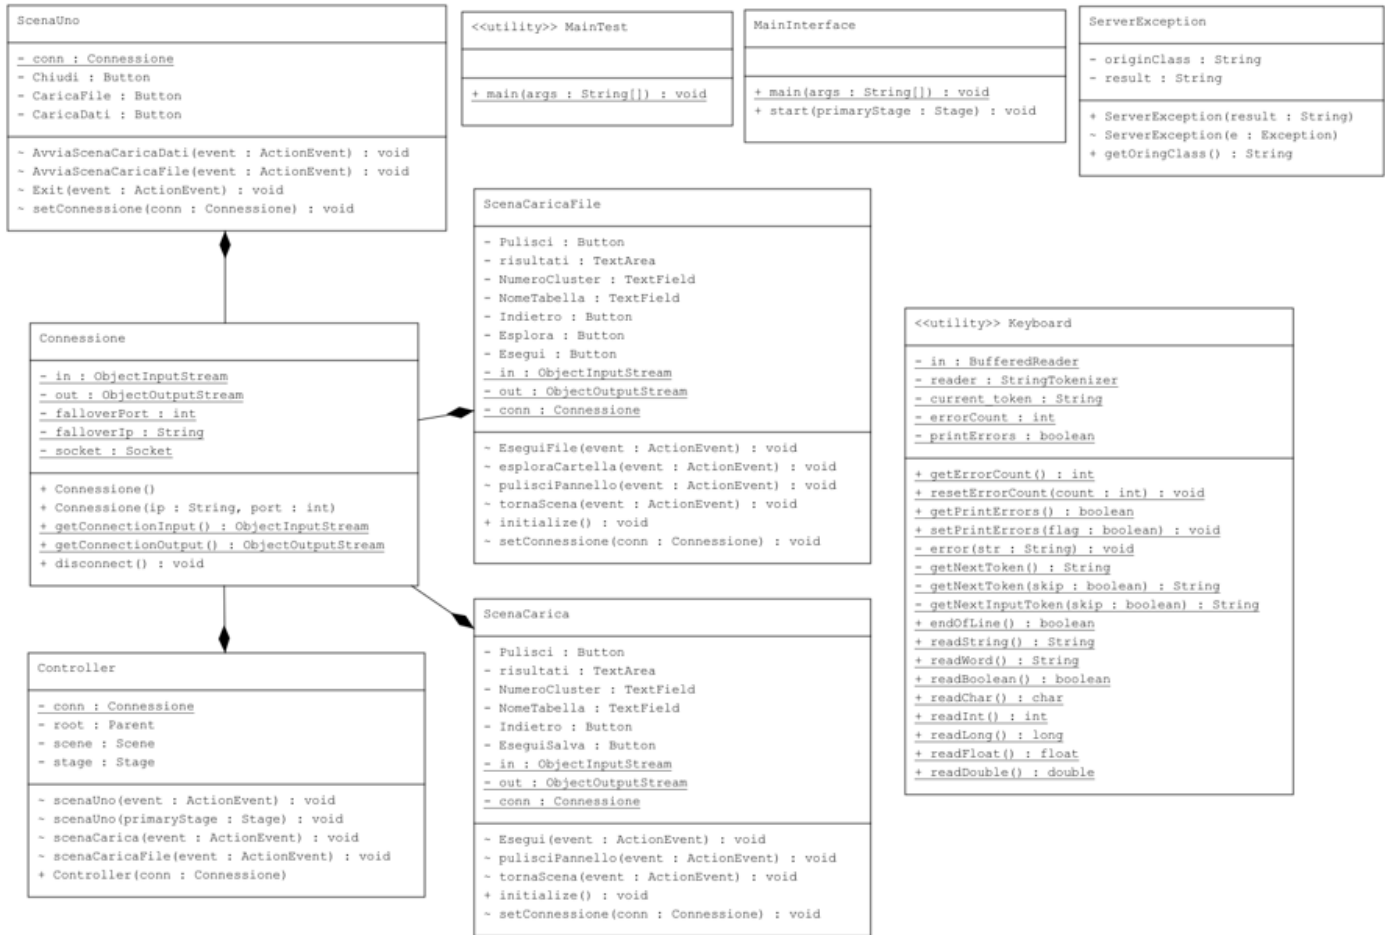 ScenaUno
- conn : Connessione
- Chiudi : Button
- CaricaFile : Button
- CaricaDati : Button
~ AvviaScenaCaricaDati(event : ActionEvent) : void
~ AvviaScenaCaricaFile(event : ActionEvent) : void
~ Exit(event : ActionEvent) : void
~ setConnessione(conn : Connessione) : void
<<utility>> MainTest
+ main(args : String[]) : void
MainInterface
+ main(args : String[]) : void
+ start(primaryStage : Stage) : void
ServerException
- originClass : String
- result : String
+ ServerException(result : String)
~ ServerException(e : Exception)
+ getOringClass() : String
ScenaCaricaFile
- Pulisci : Button
- risultati : TextArea
- NumeroCluster : TextField
- NomeTabella : TextField
- Indietro : Button
- Esplora : Button
- Esegui : Button
- in : ObjectInputStream
- out : ObjectOutputStream
- conn : Connessione
~ EseguiFile(event : ActionEvent) : void
~ esploraCartella(event : ActionEvent) : void
~ pulisciPannello(event : ActionEvent) : void
~ tornaScena(event : ActionEvent) : void
+ initialize() : void
~ setConnessione(conn : Connessione) : void
Connessione
- in : ObjectInputStream
- out : ObjectOutputStream
- falloverPort : int
- falloverIp : String
- socket : Socket
+ Connessione()
+ Connessione(ip : String, port : int)
+ getConnectionInput() : ObjectInputStream
+ getConnectionOutput() : ObjectOutputStream
+ disconnect() : void
<<utility>> Keyboard
- in : BufferedReader
- reader : StringTokenizer
- current_token : String
- errorCount : int
- printErrors : boolean
+ getErrorCount() : int
+ resetErrorCount(count : int) : void
+ getPrintErrors() : boolean
+ setPrintErrors(flag : boolean) : void
- error(str : String) : void
- getNextToken() : String
- getNextToken(skip : boolean) : String
- getNextInputToken(skip : boolean) : String
+ endOfLine() : boolean
+ readString() : String
+ readWord() : String
+ readBoolean() : boolean
+ readChar() : char
+ readInt() : int
+ readLong() : long
+ readFloat() : float
+ readDouble() : double
Controller
- conn : Connessione
- root : Parent
- scene : Scene
- stage : Stage
~ scenaUno(event : ActionEvent) : void
~ scenaUno(primaryStage : Stage) : void
~ scenaCarica(event : ActionEvent) : void
~ scenaCaricaFile(event : ActionEvent) : void
+ Controller(conn : Connessione)
ScenaCarica
- Pulisci : Button
- risultati : TextArea
- NumeroCluster : TextField
- NomeTabella : TextField
- Indietro : Button
- EseguiSalva : Button
- in : ObjectInputStream
- out : ObjectOutputStream
- conn : Connessione
~ Esegui(event : ActionEvent) : void
~ pulisciPannello(event : ActionEvent) : void
~ tornaScena(event : ActionEvent) : void
+ initialize() : void
~ setConnessione(conn : Connessione) : void